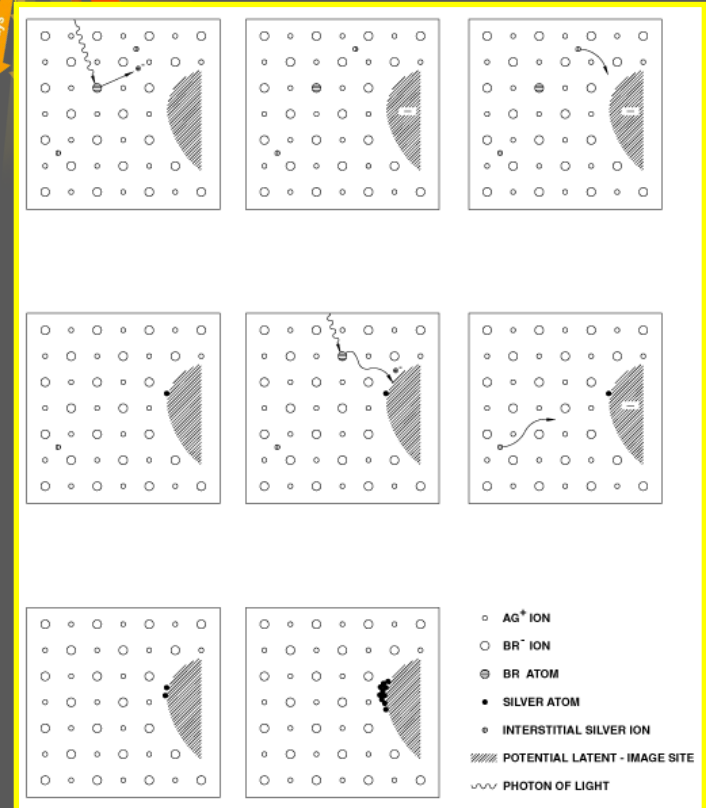 AG+ ION
BR- ION
BR ATOM
SILVER ATOM
INTERSTITIAL SILVER ION
POTENTIAL LATENT - IMAGE SITE
PHOTON OF LIGHT